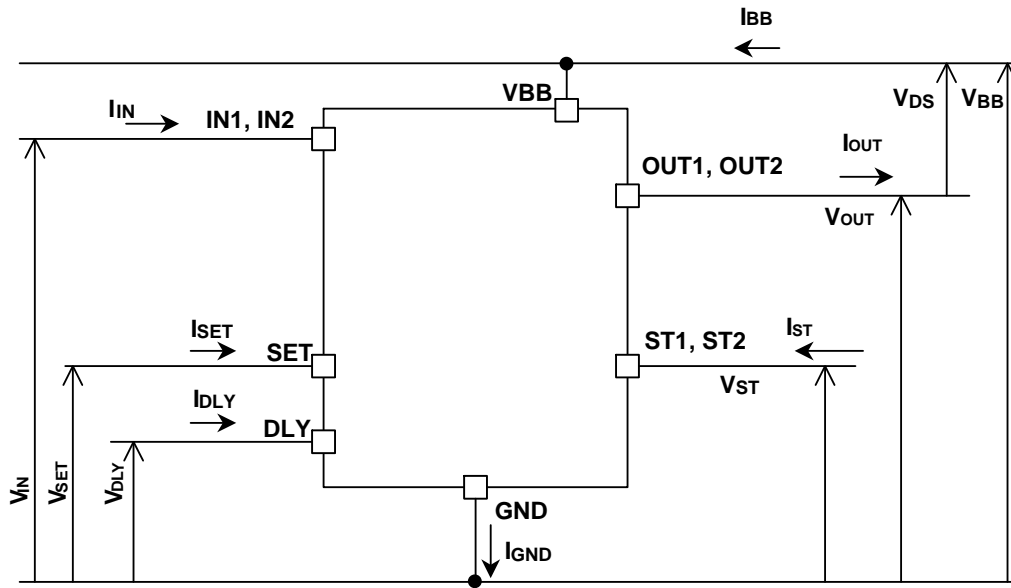 IBB
VBB
VDS
VBB
IIN
IN1, IN2
OUT1, OUT2
IOUT
VOUT
ISET
SET
ST1, ST2
IST
VST
IDLY
DLY
VIN
VSET
VDLY
GND
IGND